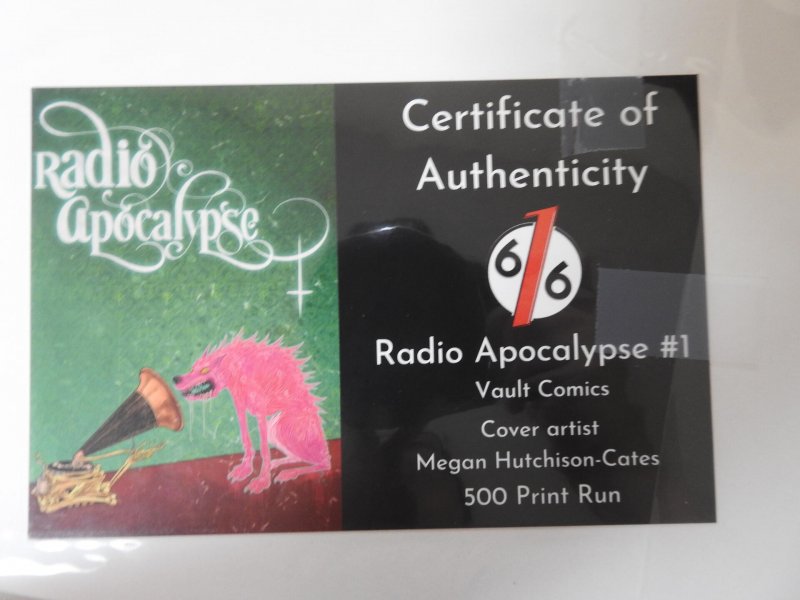 Radio
Apocalypse
Certificate of
Authenticity
616
Radio Apocalypse #1
Vault Comics
Cover artist
Megan Hutchison-Cates
500 Print Run